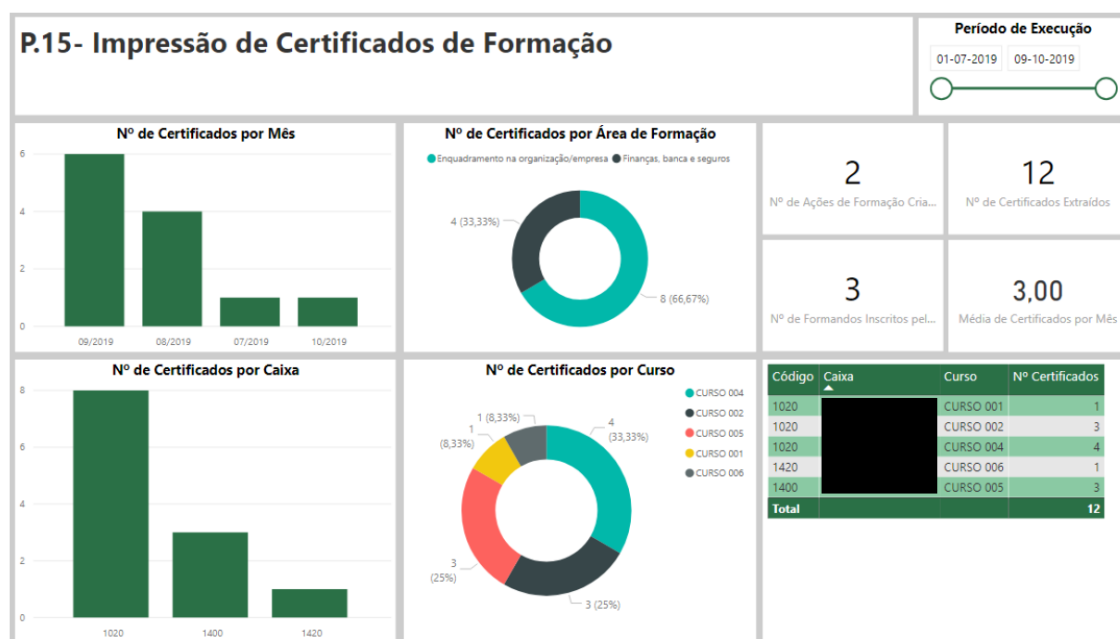 P.15- Impressão de Certificados de Formação
Período de Execução
01-07-2019 09-10-2019
Nº de Certificados por Mês
6
4
2
0
09/2019 08/2019 07/2019 10/2019
Nº de Certificados por Área de Formação
Enquadramento na organização/empresa Finanças, banca e seguros
4 (33,33%)
8 (66,67%)
2
Nº de Ações de Formação Cria...
12
Nº de Certificados Extraídos
3
Nº de Formandos Inscritos pel...
3,00
Média de Certificados por Mês
Nº de Certificados por Caixa
8
6
4
2
0
1020 1400 1420
Nº de Certificados por Curso
CURSO 004
CURSO 002
CURSO 005
CURSO 001
CURSO 006
1 (8,33%)
1
(8,33%)
4
(33,33%)
3
(25%)
3 (25%)
Código Caixa Curso Nº Certificados
1020 CURSO 001 1
1020 CURSO 002 3
1020 CURSO 004 4
1420 CURSO 006 1
1400 CURSO 005 3
Total 12